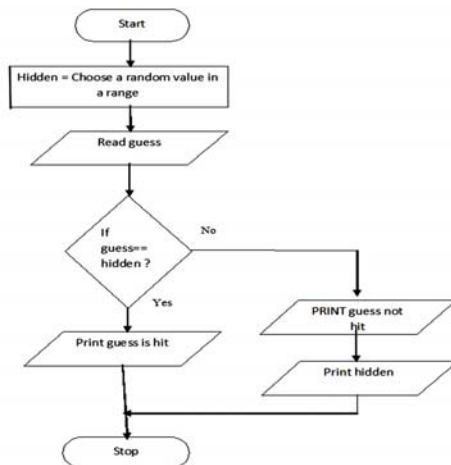 Start
Hidden = Choose a random value in
a range
Read guess
If
guess==
hidden ?
No
Yes
PRINT guess not
hit
Print guess is hit
Print hidden
Stop